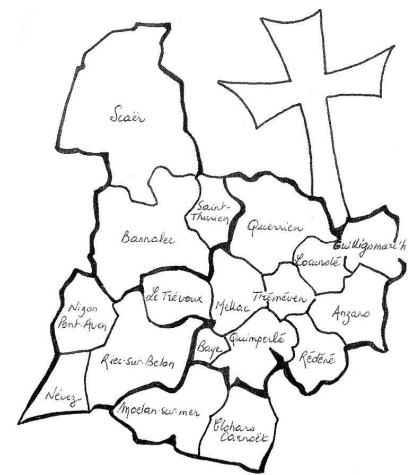 Scaër
Saint-
Thurien
Querrien
Guilligomarc'h
Bannalec
Locunolé
Le Trévoux
Mellac
Tréméven
Arzano
Nizon
Pont-Aven
Riec-sur-Belon
Baye
Quimperlé
Rédéné
Névez
Moëlan-sur-mer
Clohars
Carnoët